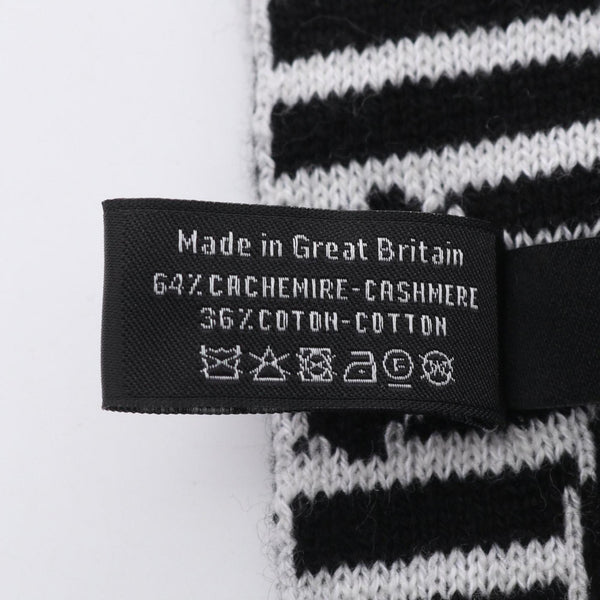 Made in Great Britain
64%CACHEMIRE-CASHMERE
36%COTON-COTTON